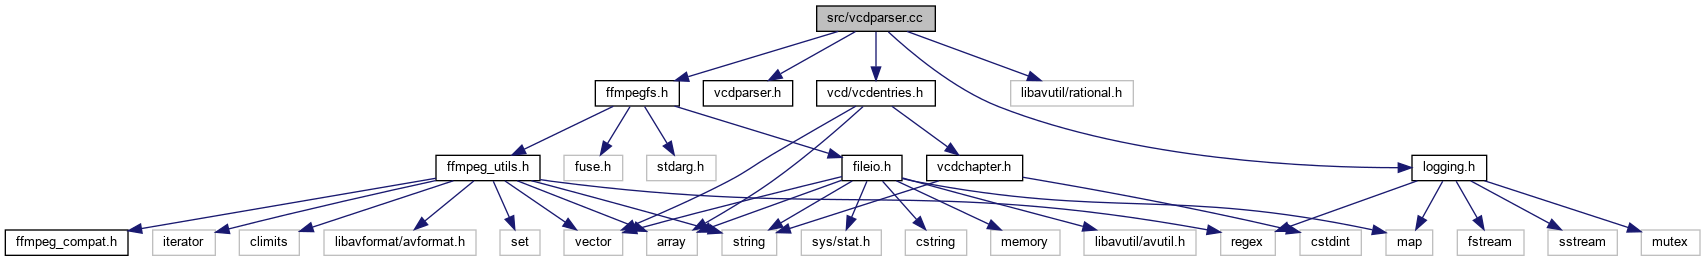 src/vcdparser.cc
ffmpegfs.h
vcdparser.h
vcd/vcdentries.h
libavutil/rational.h
ffmpeg_utils.h
fuse.h
stdarg.h
fileio.h
vcdchapter.h
logging.h
ffmpeg_compat.h
iterator
climits
libavformat/avformat.h
set
vector
array
string
sys/stat.h
cstring
memory
libavutil/avutil.h
regex
cstdint
map
fstream
sstream
mutex